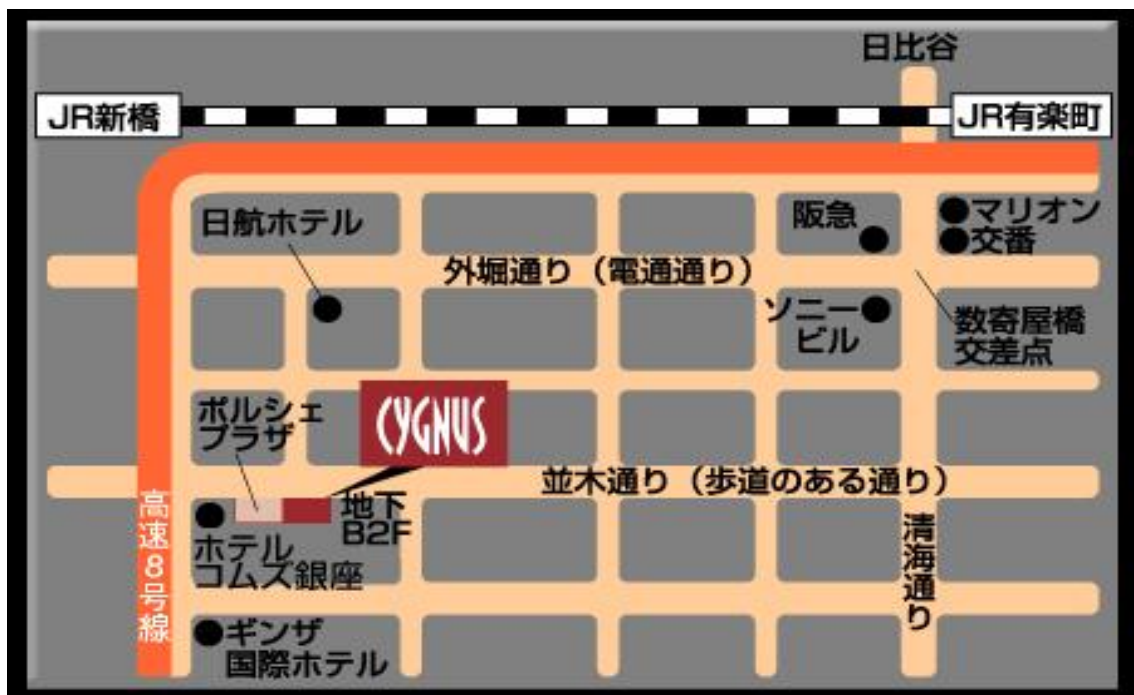 日比谷
JR新橋
JR有楽町
日航ホテル
阪急
●マリオン
●交番
外堀通り（電通通り）
ソニー●
ビル
数寄屋橋
交差点
ポルシェ
プラザ
CYGNUS
並木通り（歩道のある通り）
地下
B2F
高速8号線
ホテル
コムズ銀座
清海通り
●ギンザ
国際ホテル